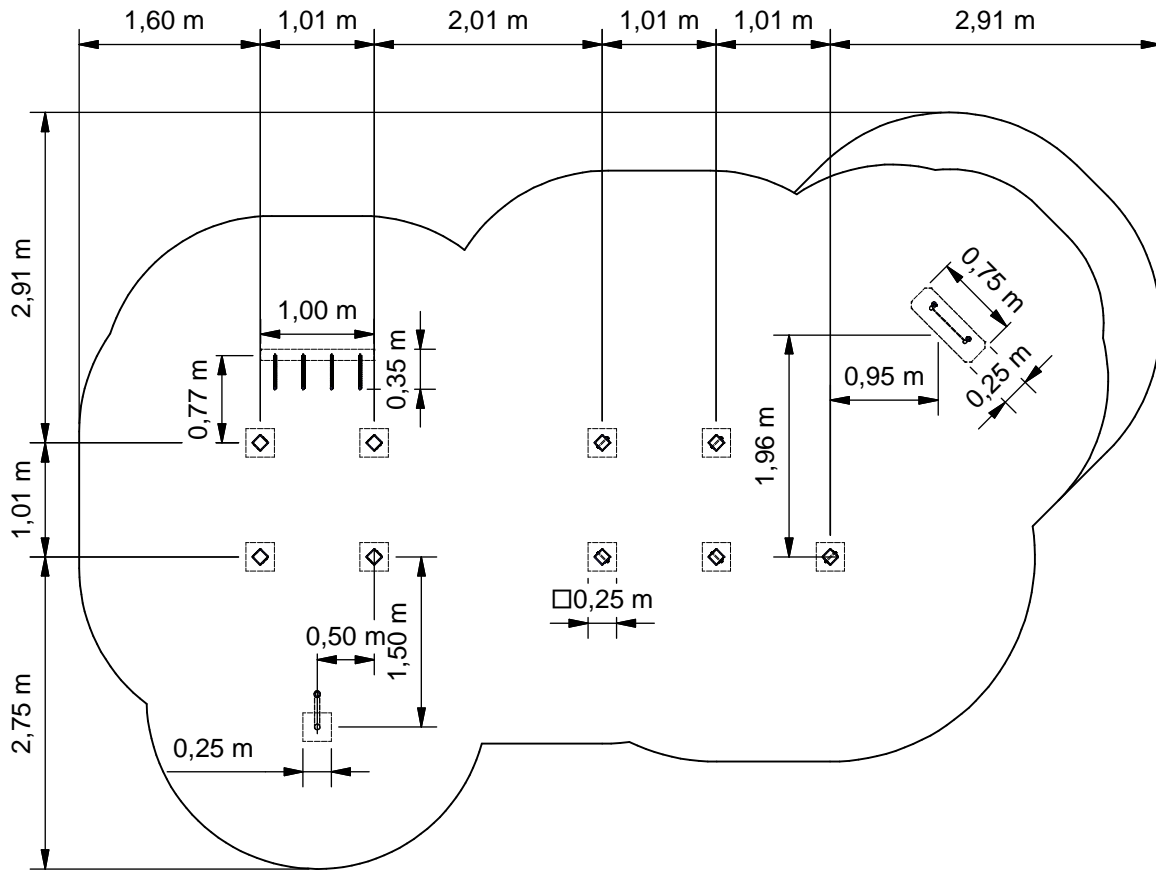 1,60 m
1,01 m
2,01 m
1,01 m
1,01 m
2,91 m
2,91 m
1,00 m
0,77 m
0,35 m
0,75 m
0,25 m
0,95 m
1,96 m
1,01 m
□0,25 m
0,50 m
1,50 m
2,75 m
0,25 m